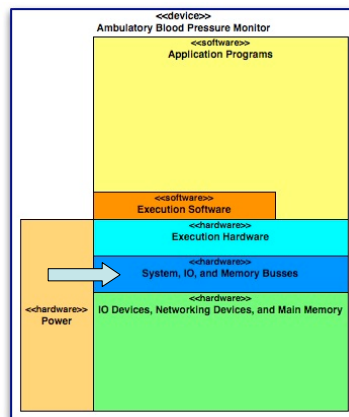 <<device>>
Ambulatory Blood Pressure Monitor
<<software>>
Application Programs
<<software>>
Execution Software
<<hardware>>
Execution Hardware
<<hardware>>
System, IO, and Memory Busses
<<hardware>>
Power
<<hardware>>
IO Devices, Networking Devices, and Main Memory